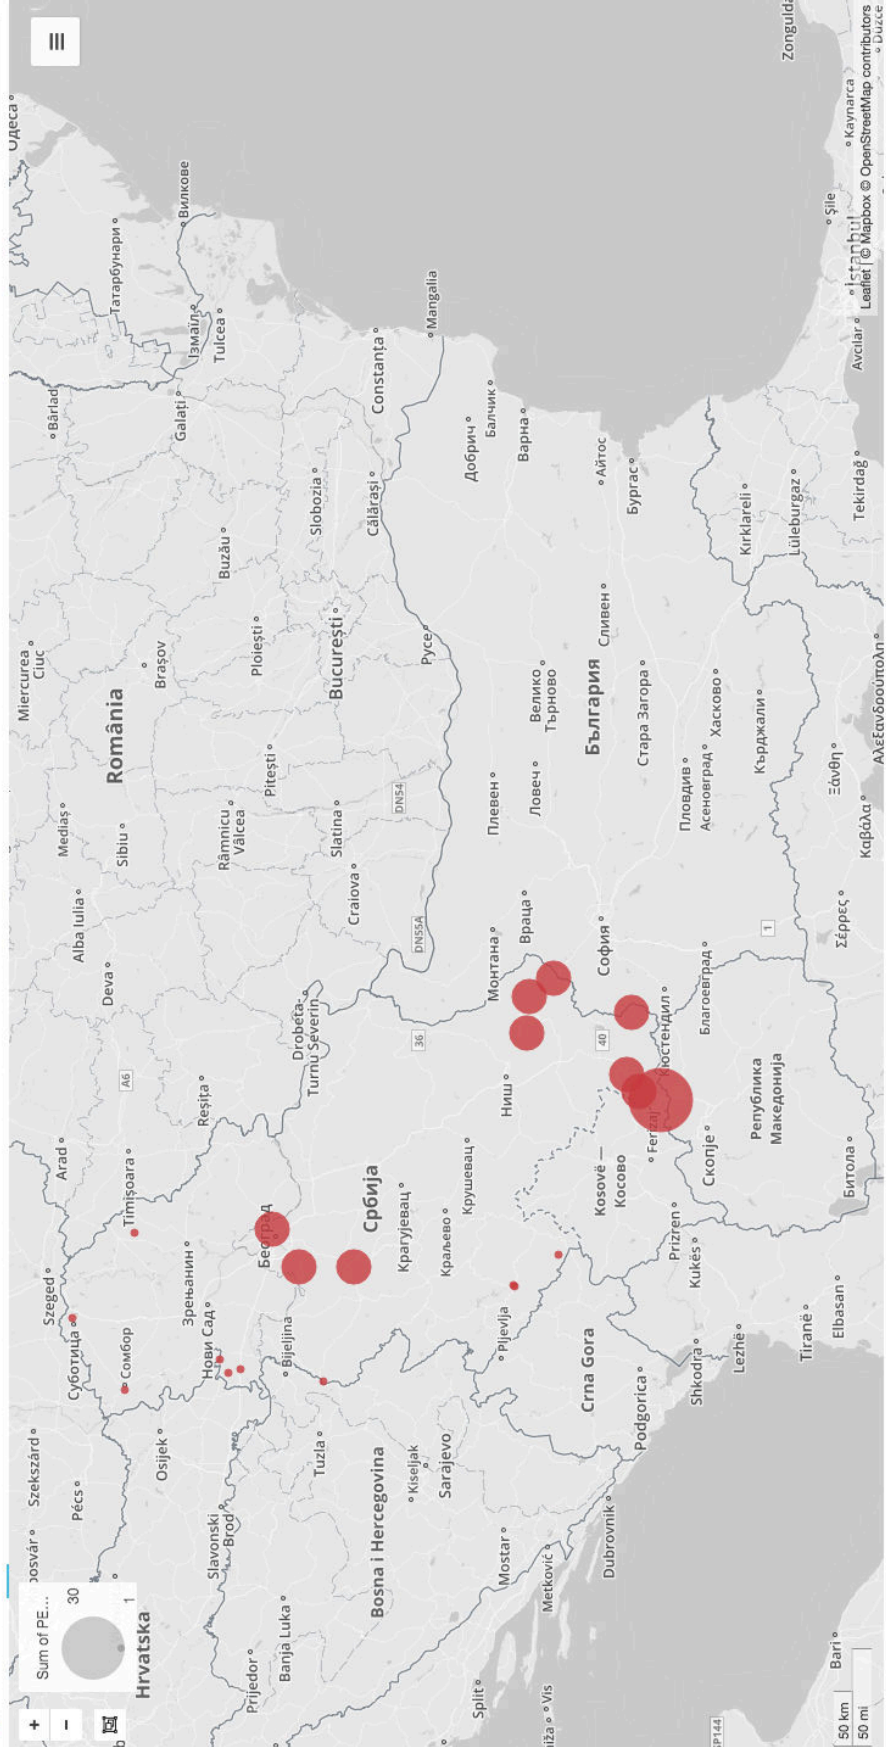 ≡
+
−
Sum of PE...
30
1
Одеса
Zongulda
Düzce
Kaynarca
Leaflet | © Mapbox © OpenStreetMap contributors
Şile
Istanbul
Avcılar
Вилкове
Татарбунари
Ізмаїл
Tulcea
Mangalia
Constanța
Bârlad
Galați
Балчик
Добрич
Варна
Айтос
Бургас
Slobozia
Călărași
Buzău
Kırklareli
Lüleburgaz
Tekirdağ
Miercurea
Ciuc
Brașov
Ploiești
București
Русе
Сливен
România
Велико
Търново
България
Стара Загора
Хасково
Кърджали
Αλεξανδρούπολη
Pitești
Mediaș
Sibiu
Râmnicu
Vâlcea
Slatina
DN54
Плевен
Ловеч
Пловдив
Асеновград
Ξάνθη
Καβάλα
Alba Iulia
Craiova
DN55A
Враца
Монтана
София
1
Σέρρες
Благоевград
Deva
Drobeta-
Turnu Severin
36
40
Кюстендил
A6
Reșița
Ниш
Република
Македонија
Arad
Timișoara
Ferizaj
Скопје
Битола
Србија
Крагујевац
Крушевац
Краљево
Kosovë —
Косово
Prizren
Kukës
Београд
Зрењанин
Szeged
Суботица
Сомбор
Нови Сад
Bijeljina
Pljevlja
Crna Gora
Podgorica
Shkodra
Lezhë
Tiranë
Elbasan
Szekszárd
Pécs
Osijek
Tuzla
Kiseljak
Sarajevo
Bosna i Hercegovina
Slavonski
Brod
Mostar
Metković
Dubrovnik
Hrvatska
Banja Luka
Prijedor
Split
Vis
Bari
50 km
50 mi